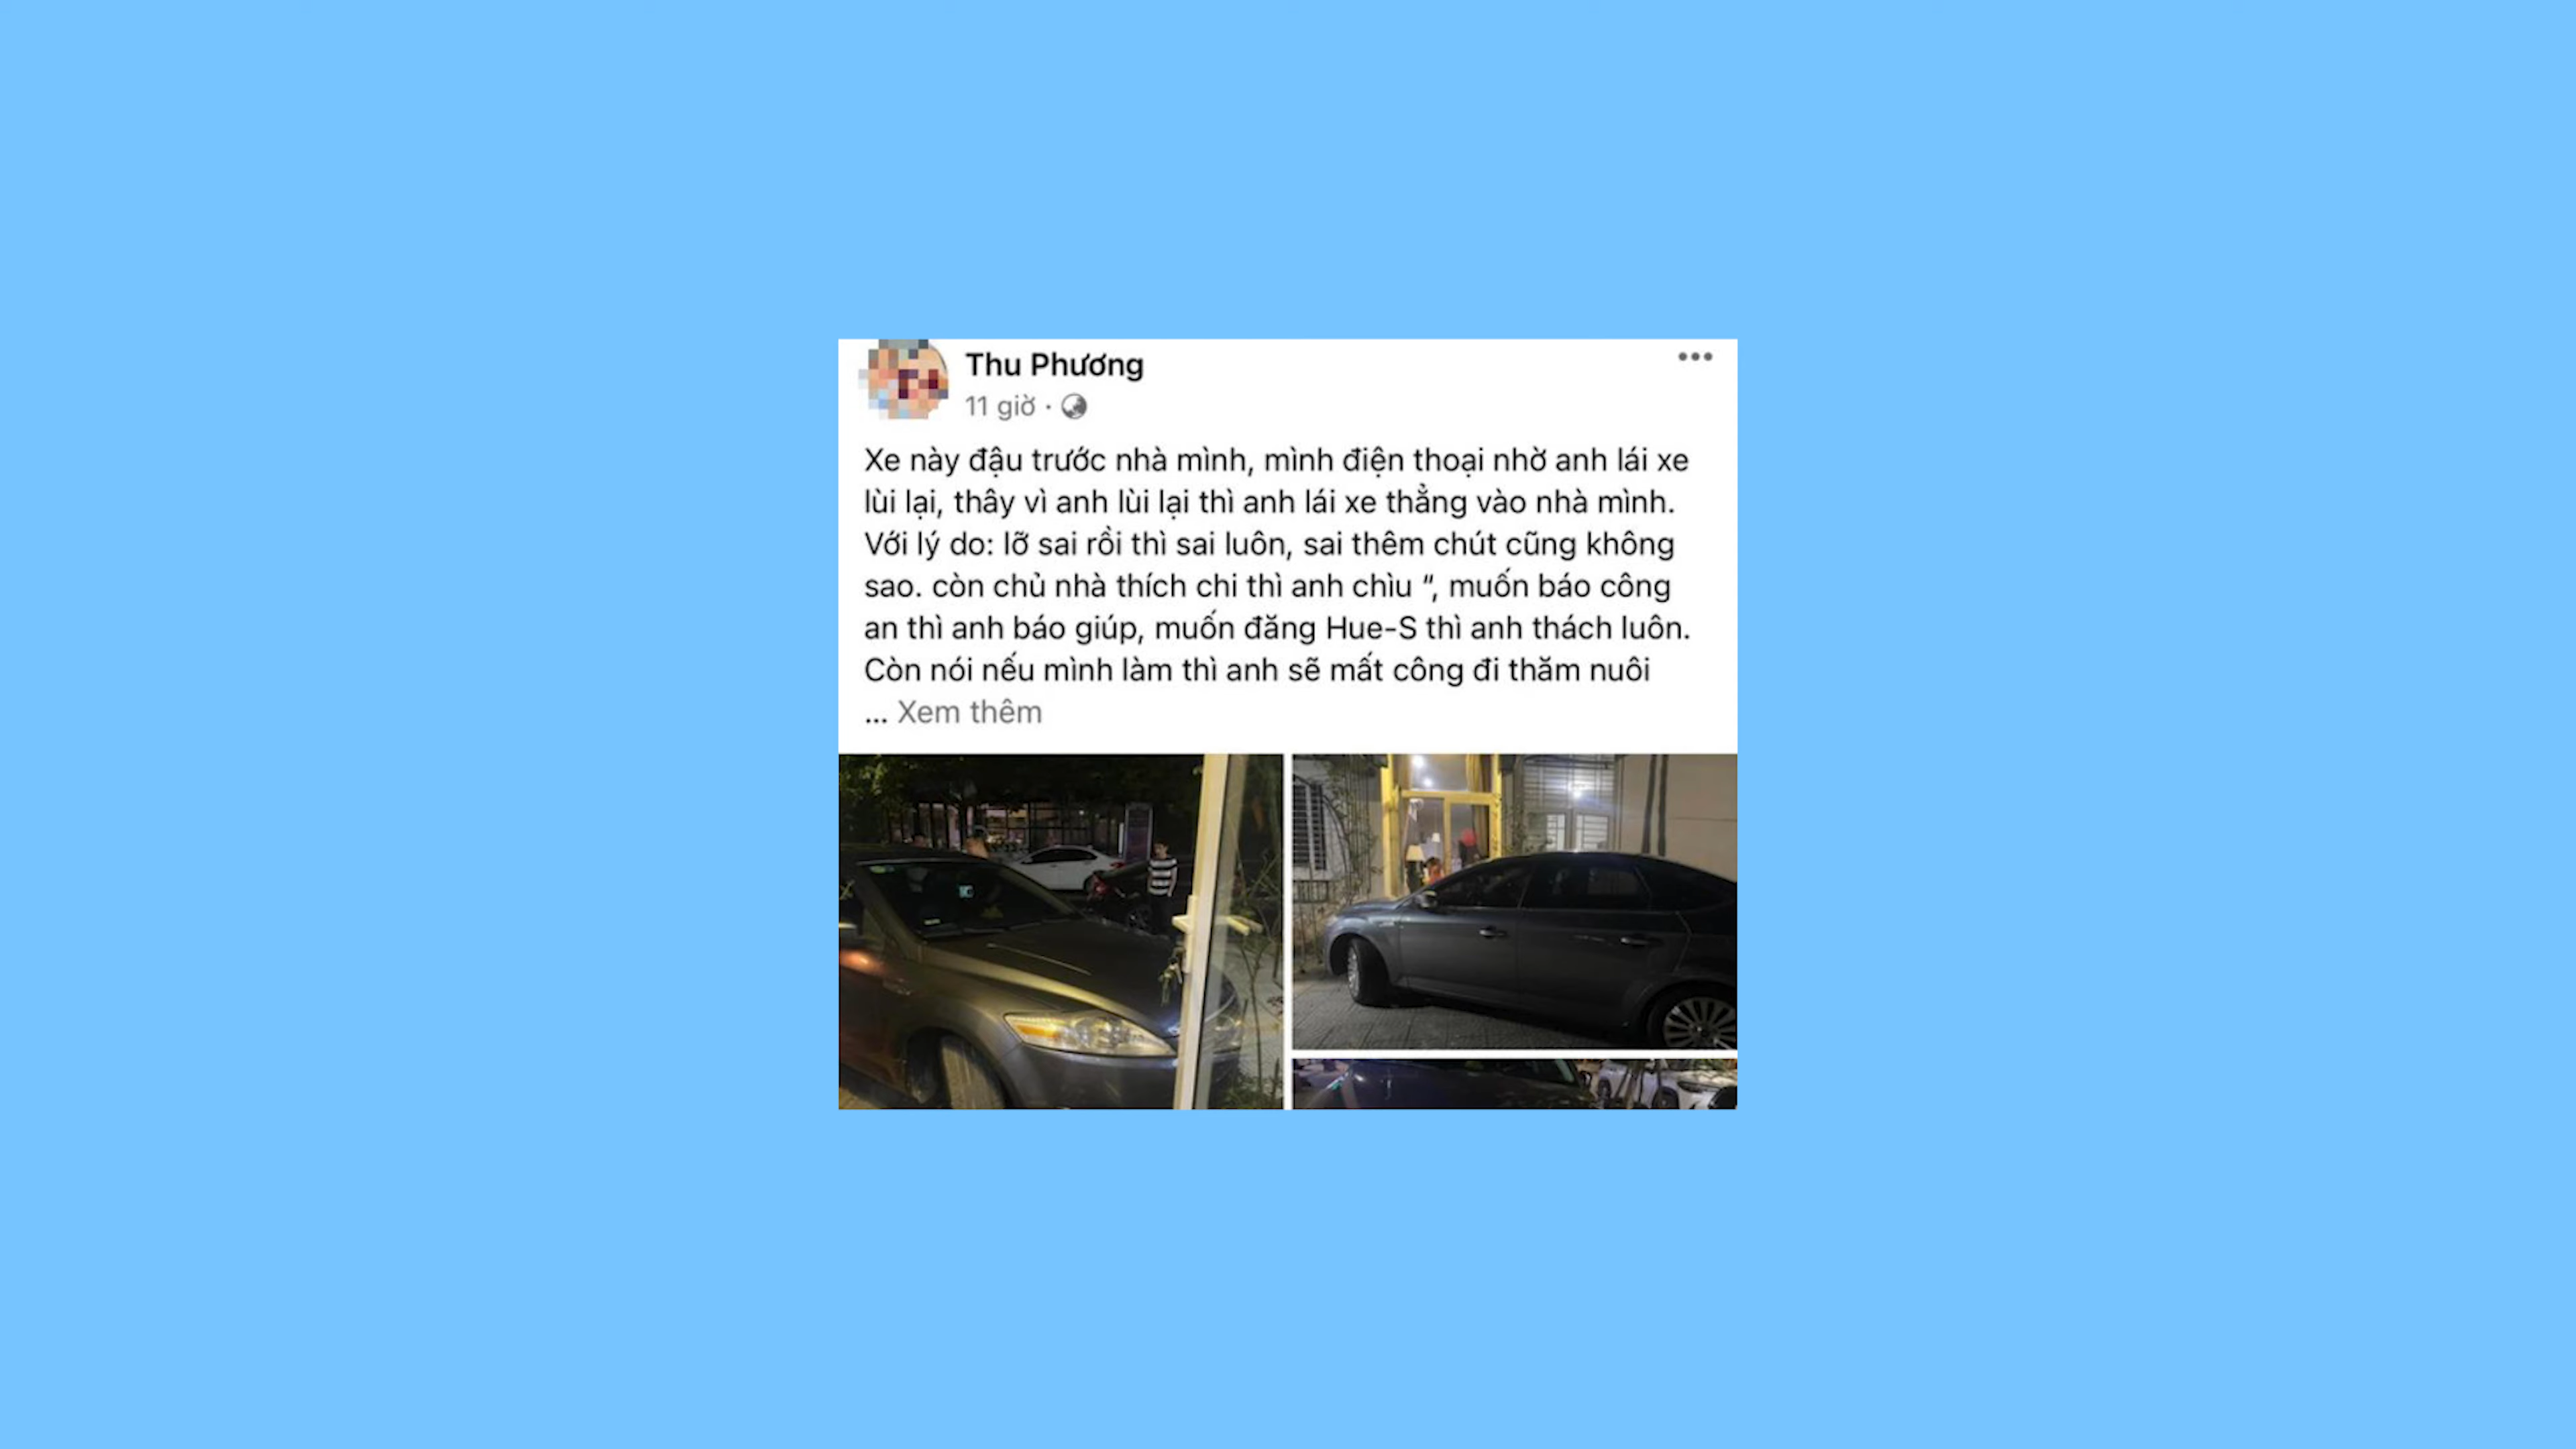 Thu Phương
11 giờ ·
Xe này đậu trước nhà mình, mình điện thoại nhờ anh lái xe
lùi lại, thây vì anh lùi lại thì anh lái xe thẳng vào nhà mình.
Với lý do: lỡ sai rồi thì sai luôn, sai thêm chút cũng không
sao. còn chủ nhà thích chi thì anh chìu “, muốn báo công
an thì anh báo giúp, muốn đăng Hue-S thì anh thách luôn.
Còn nói nếu mình làm thì anh sẽ mất công đi thăm nuôi
... Xem thêm